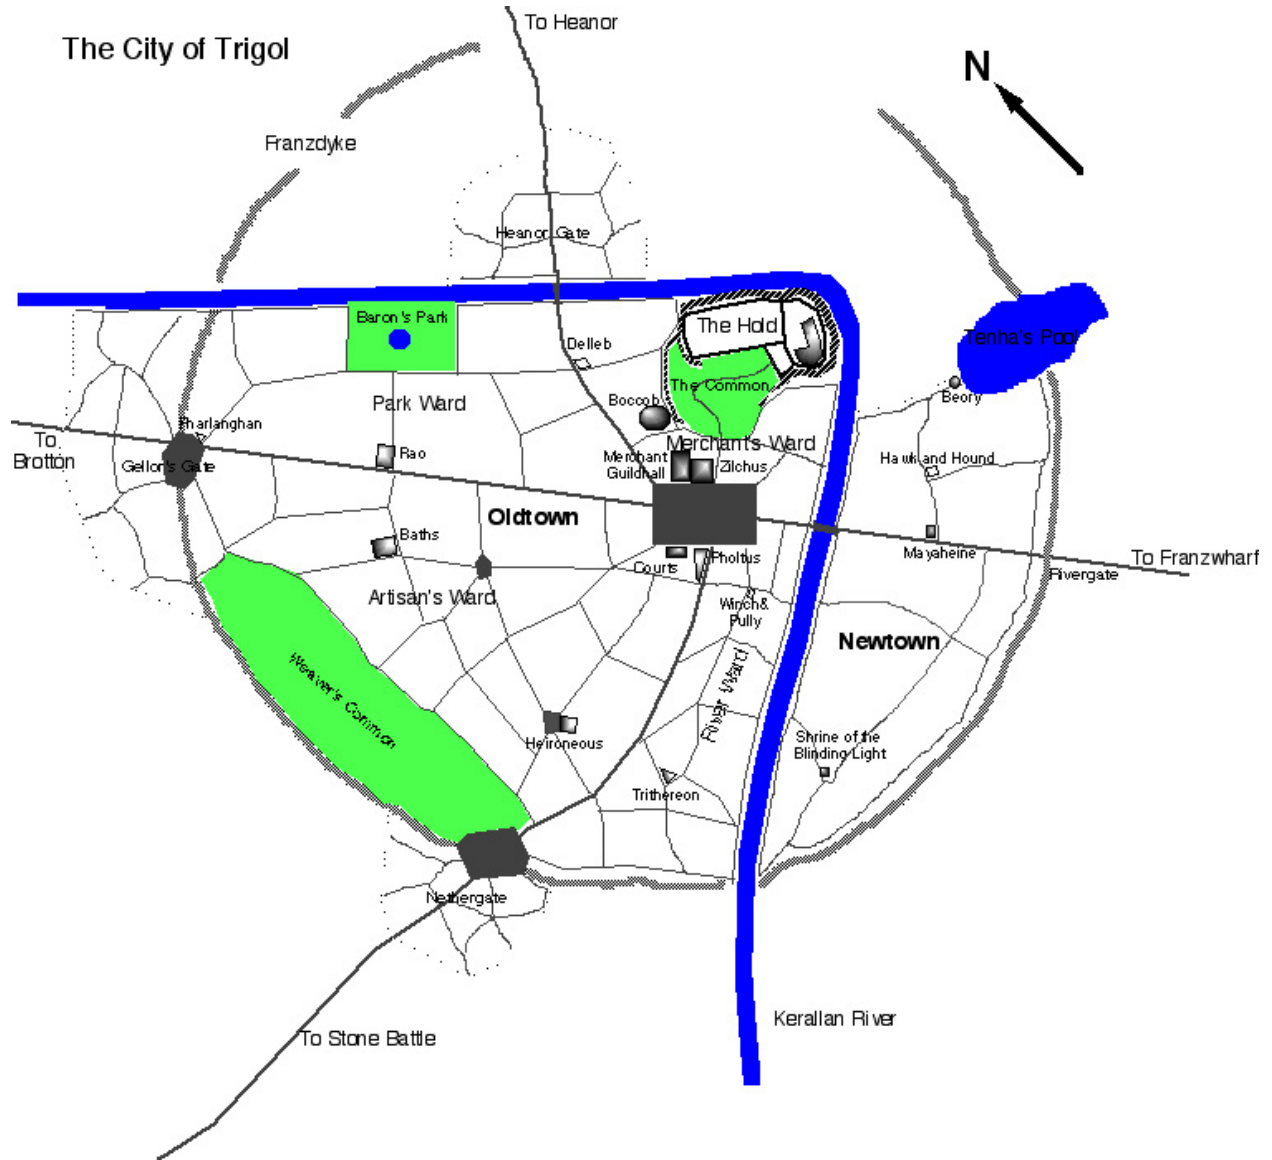 To Heanor
The City of Trigol
N
Franzdyke
Heanor Gate
Baron's Park
The Hold
Tenha's Pool
Delleb
The Common
Beory
Park Ward
Boccob
Pharlanghan
To
Brotton
Merchant's Ward
Rao
Merchant
Guildhall
Zilchus
Hawk and Hound
Gellon's Gate
Oldtown
Baths
Mayaheine
To Franzwharf
Courts
Pholtus
Rivergate
Artisan's Ward
Winch&
Pully
Newtown
Weaver's Common
River Ward
Heironeous
Shrine of the
Blinding Light
Trithereon
Nethergate
Kerallan River
To Stone Battle